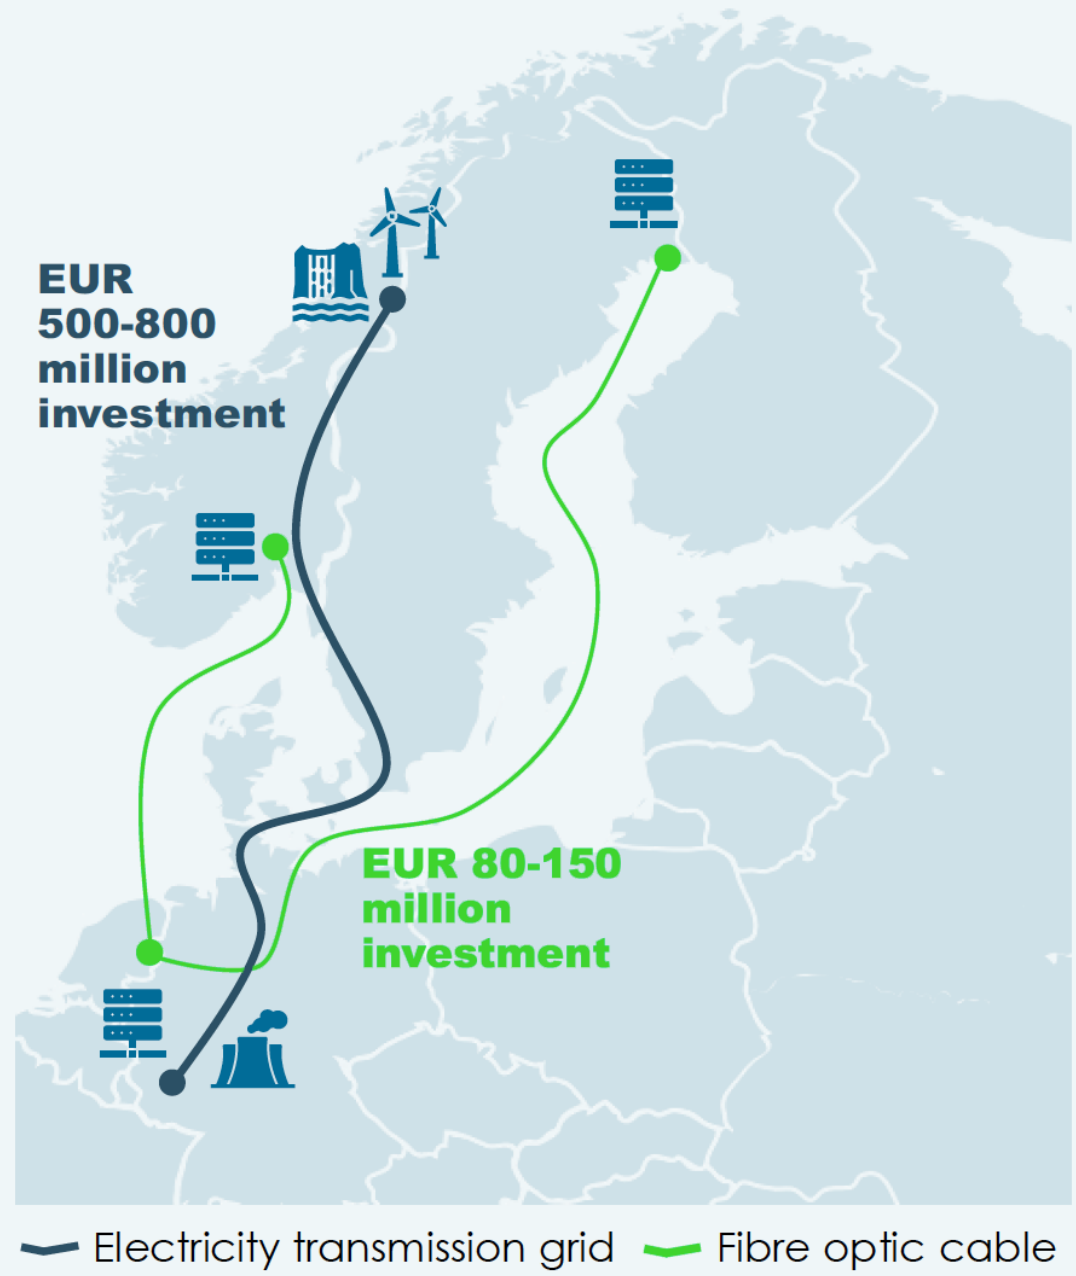 EUR
500-800
million
investment
EUR 80-150
million
investment
Electricity transmission grid
Fibre optic cable